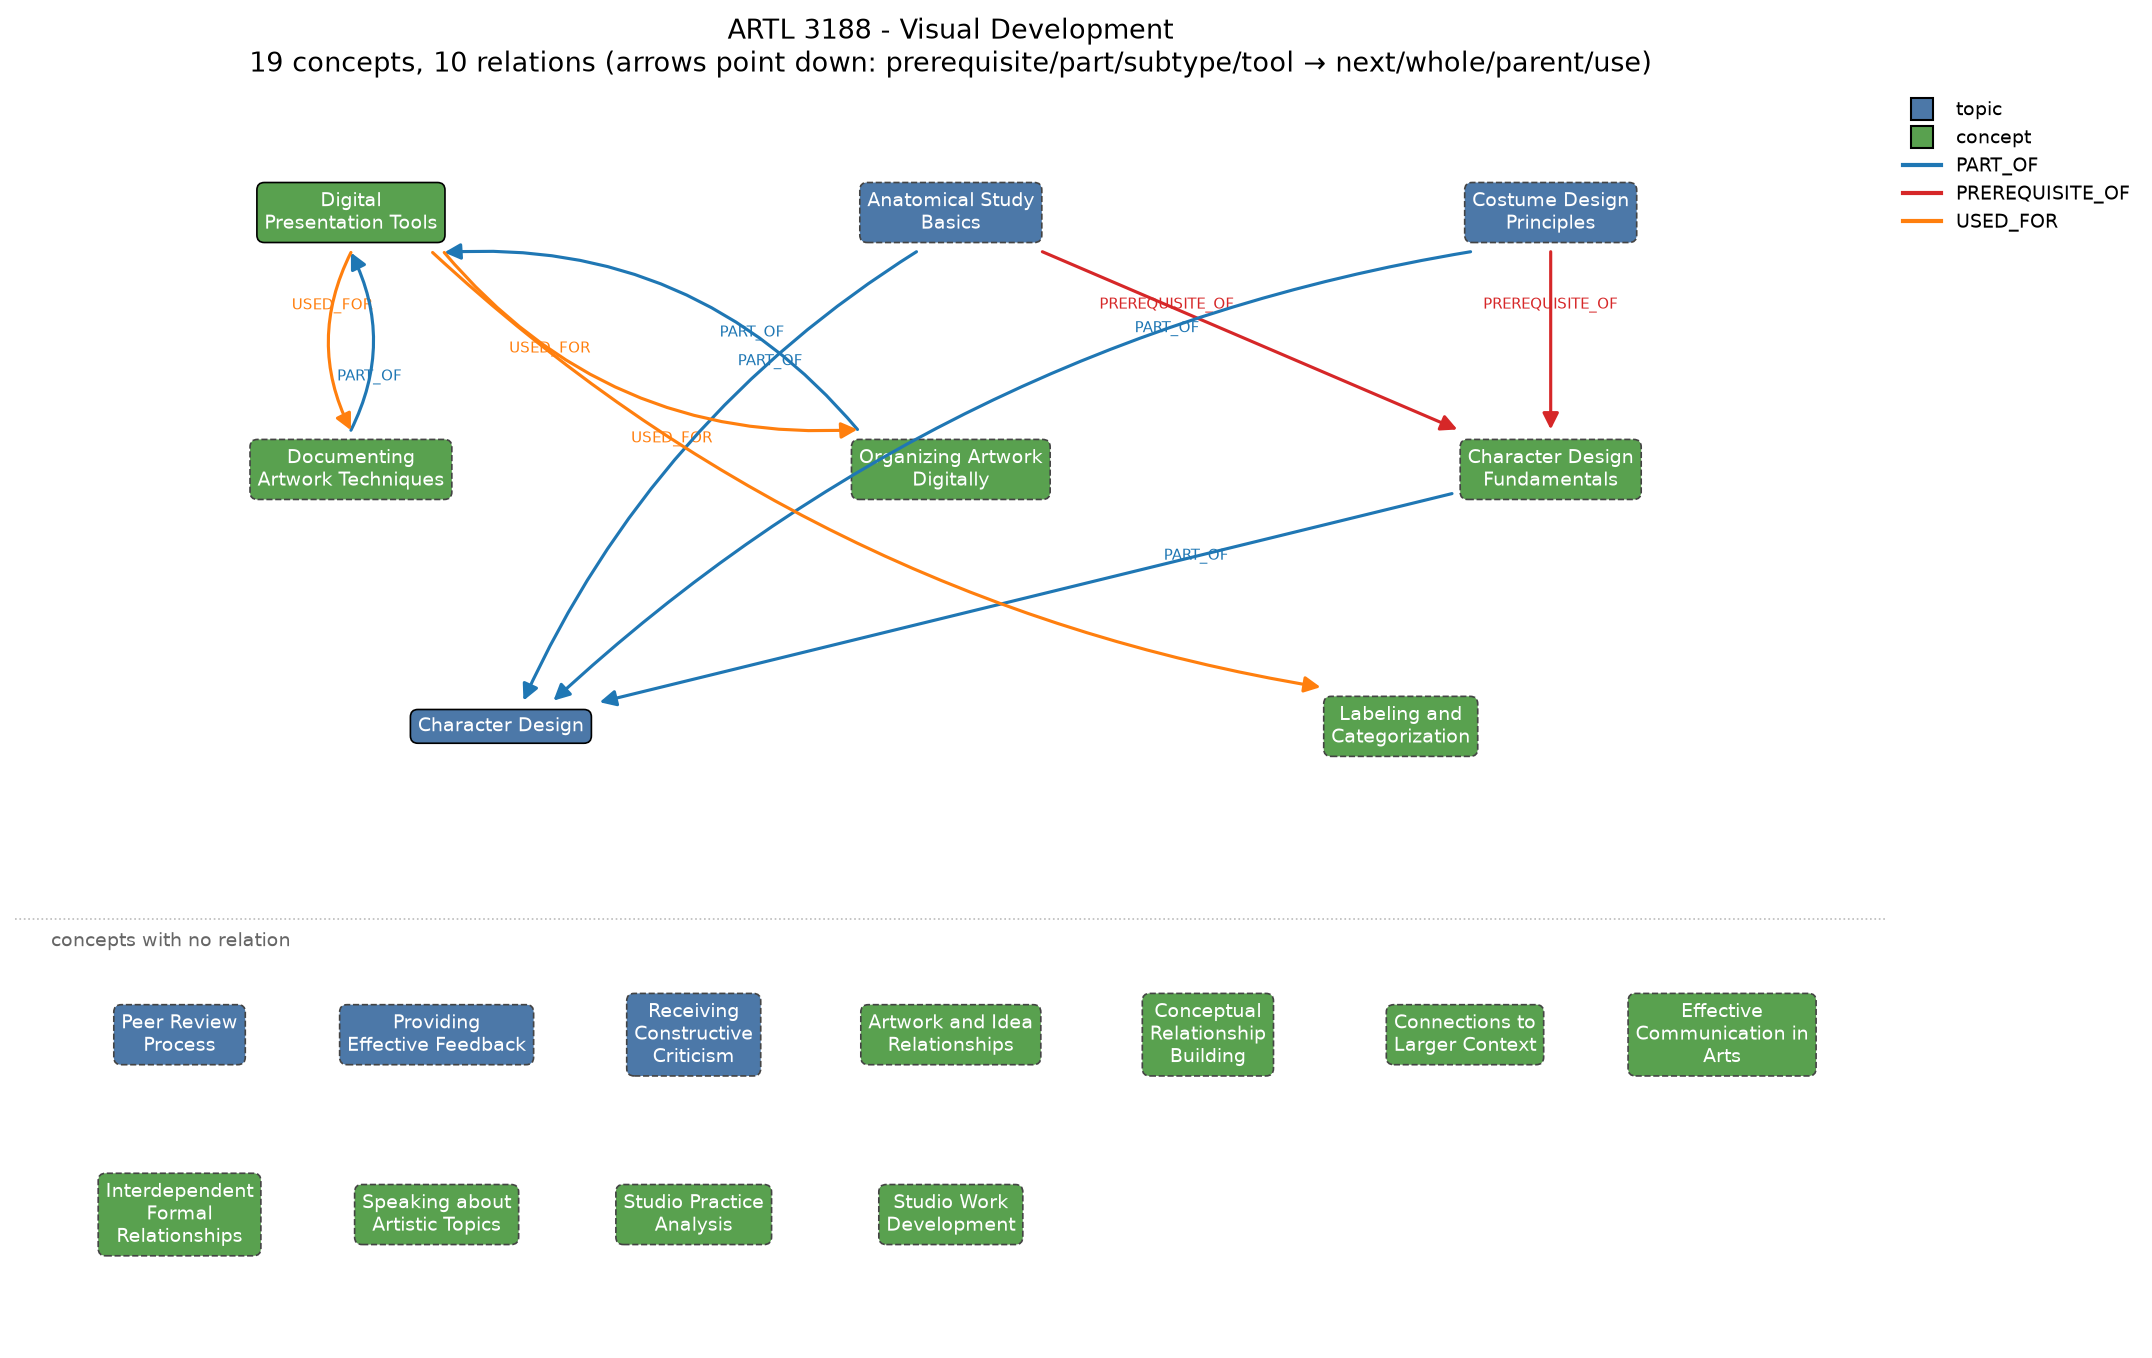 ARTL 3188 - Visual Development
19 concepts, 10 relations (arrows point down: prerequisite/part/subtype/tool → next/whole/parent/use)
topic
concept
PART_OF
PREREQUISITE_OF
USED_FOR
Digital
Presentation Tools
Anatomical Study
Basics
Costume Design
Principles
USED_FOR
PREREQUISITE_OF
PREREQUISITE_OF
PART_OF
PART_OF
USED_FOR
PART_OF
PART_OF
USED_FOR
Documenting
Artwork Techniques
Organizing Artwork
Digitally
Character Design
Fundamentals
PART_OF
Character Design
Labeling and
Categorization
concepts with no relation
Peer Review
Process
Providing
Effective Feedback
Receiving
Constructive
Criticism
Artwork and Idea
Relationships
Conceptual
Relationship
Building
Connections to
Larger Context
Effective
Communication in
Arts
Interdependent
Formal
Relationships
Speaking about
Artistic Topics
Studio Practice
Analysis
Studio Work
Development